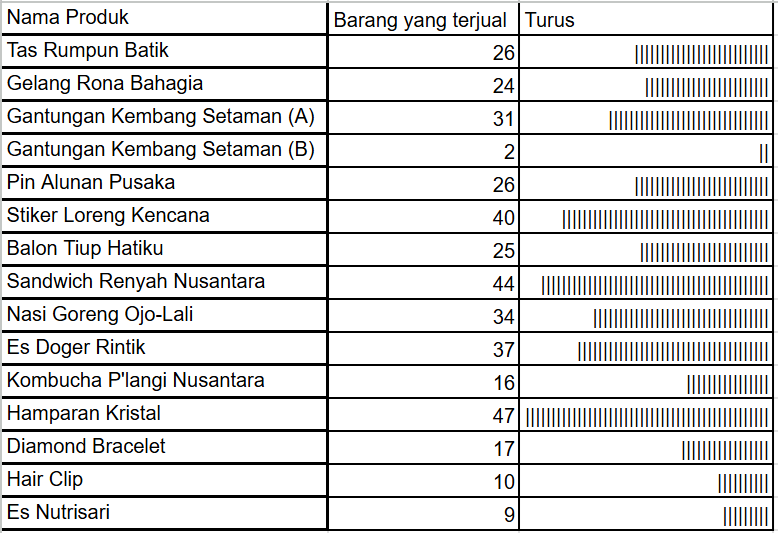 Nama Produk Barang yang terjual Turus
Tas Rumpun Batik 26 ||||||||||||||||||||||||||
Gelang Rona Bahagia 24 ||||||||||||||||||||||||
Gantungan Kembang Setaman (A) 31 |||||||||||||||||||||||||||||||
Gantungan Kembang Setaman (B) 2 ||
Pin Alunan Pusaka 26 ||||||||||||||||||||||||||
Stiker Loreng Kencana 40 ||||||||||||||||||||||||||||||||||||||||
Balon Tiup Hatiku 25 |||||||||||||||||||||||||
Sandwich Renyah Nusantara 44 ||||||||||||||||||||||||||||||||||||||||||||
Nasi Goreng Ojo-Lali 34 ||||||||||||||||||||||||||||||||||
Es Doger Rintik 37 |||||||||||||||||||||||||||||||||||||
Kombucha P'langi Nusantara 16 ||||||||||||||||
Hamparan Kristal 47 |||||||||||||||||||||||||||||||||||||||||||||||
Diamond Bracelet 17 |||||||||||||||||
Hair Clip 10 ||||||||||
Es Nutrisari 9 |||||||||